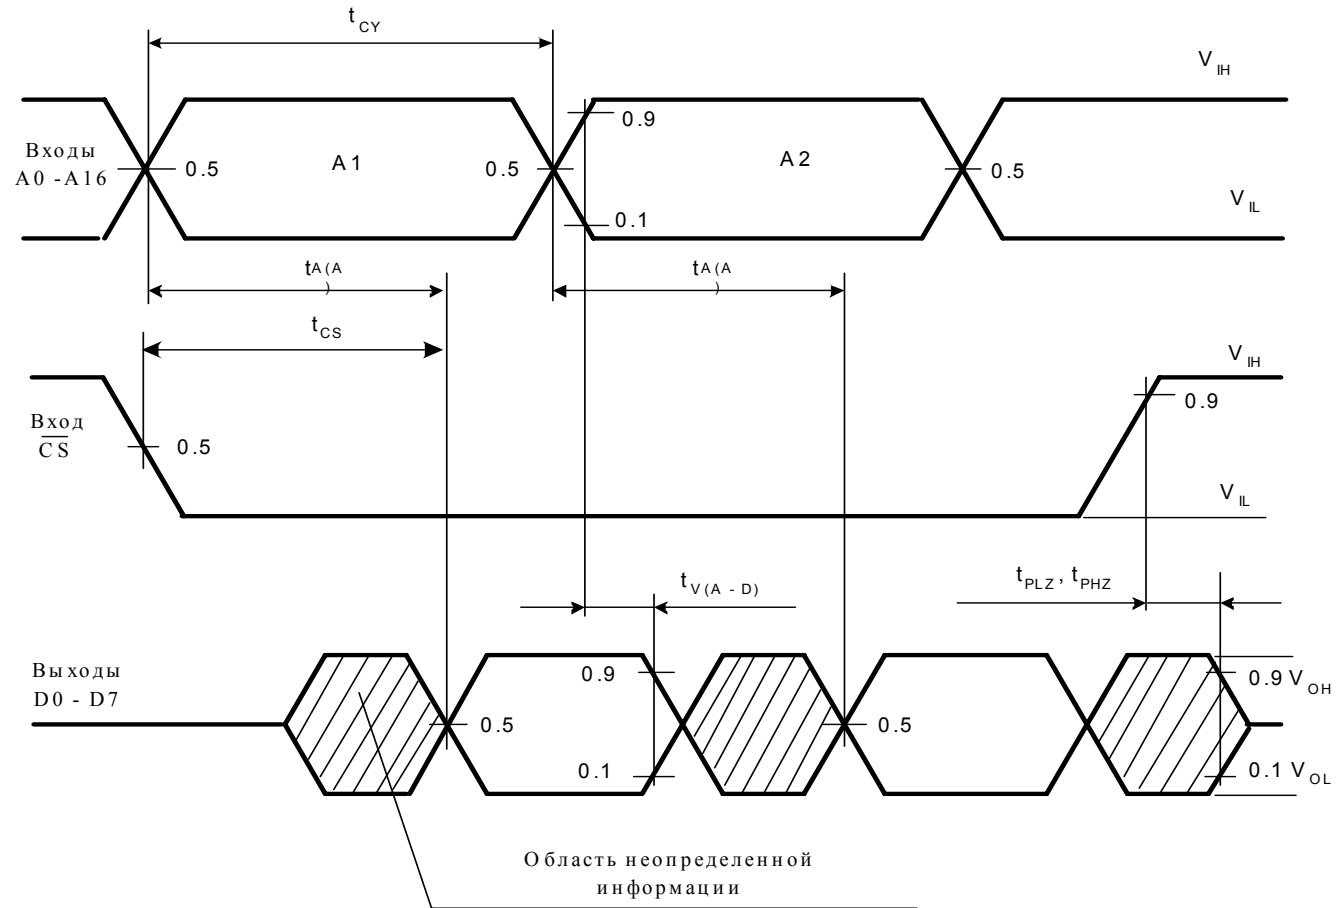 t CY
V IH
0.9
Входы
A0 - A16
0.5
A1
0.5
A2
0.5
0.1
V IL
tA(A
)
tA(A
)
t CS
V IH
Вход
CS
0.5
0.9
V IL
t V(A - D)
t PLZ , t PHZ
Выходы
D0 - D7
0.9
0.9 V OH
0.5
0.5
0.1
0.1 V OL
Область неопределенной
информации